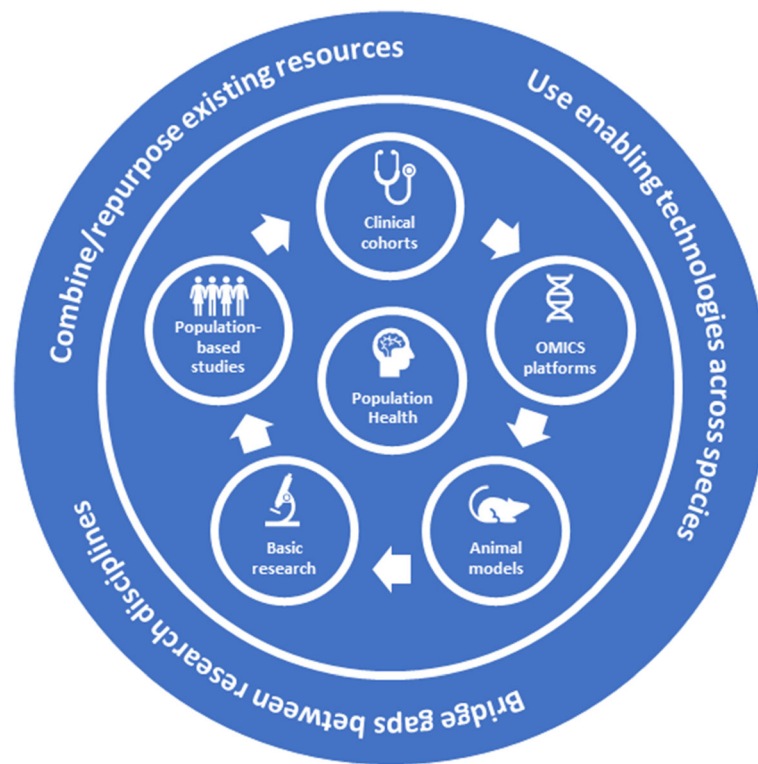 Combine/repurpose existing resources
Use enabling technologies across species
Bridge gaps between research disciplines
Clinical
cohorts
OMICS
platforms
Animal
models
Basic
research
Population-
based
studies
Population
Health